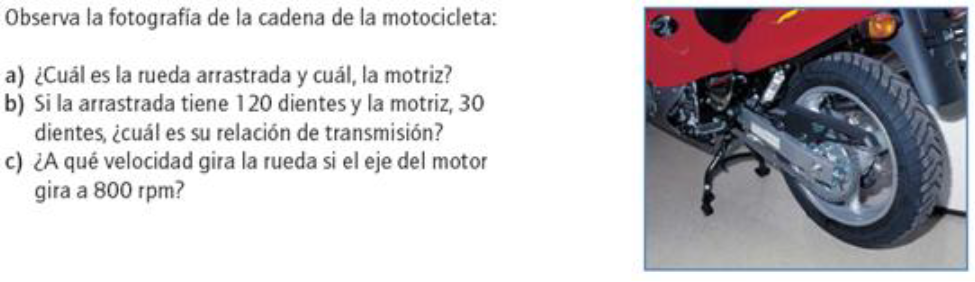 Observa la fotografía de la cadena de la motocicleta:
a) ¿Cuál es la rueda arrastrada y cuál, la motriz?
b) Si la arrastrada tiene 120 dientes y la motriz, 30
dientes, ¿cuál es su relación de transmisión?
c) ¿A qué velocidad gira la rueda si el eje del motor
gira a 800 rpm?